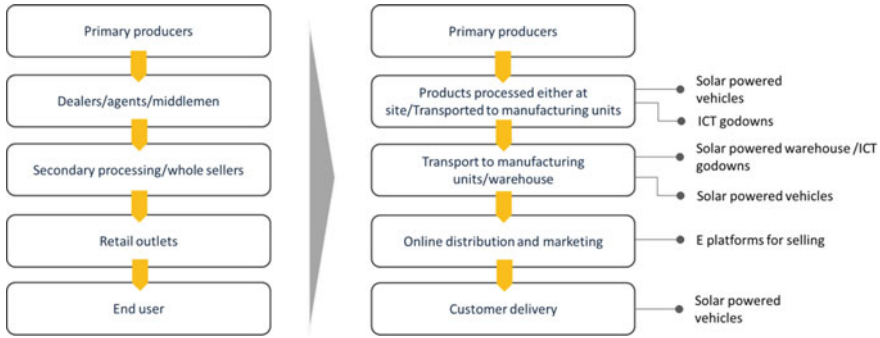 Primary producers
Dealers/agents/middlemen
Secondary processing/whole sellers
Retail outlets
End user
Primary producers
Products processed either at
site/Transported to manufacturing units
Solar powered
vehicles
ICT godowns
Transport to manufacturing
units/warehouse
Solar powered warehouse/ICT
godowns
Solar powered vehicles
Online distribution and marketing
E platforms for selling
Customer delivery
Solar powered
vehicles